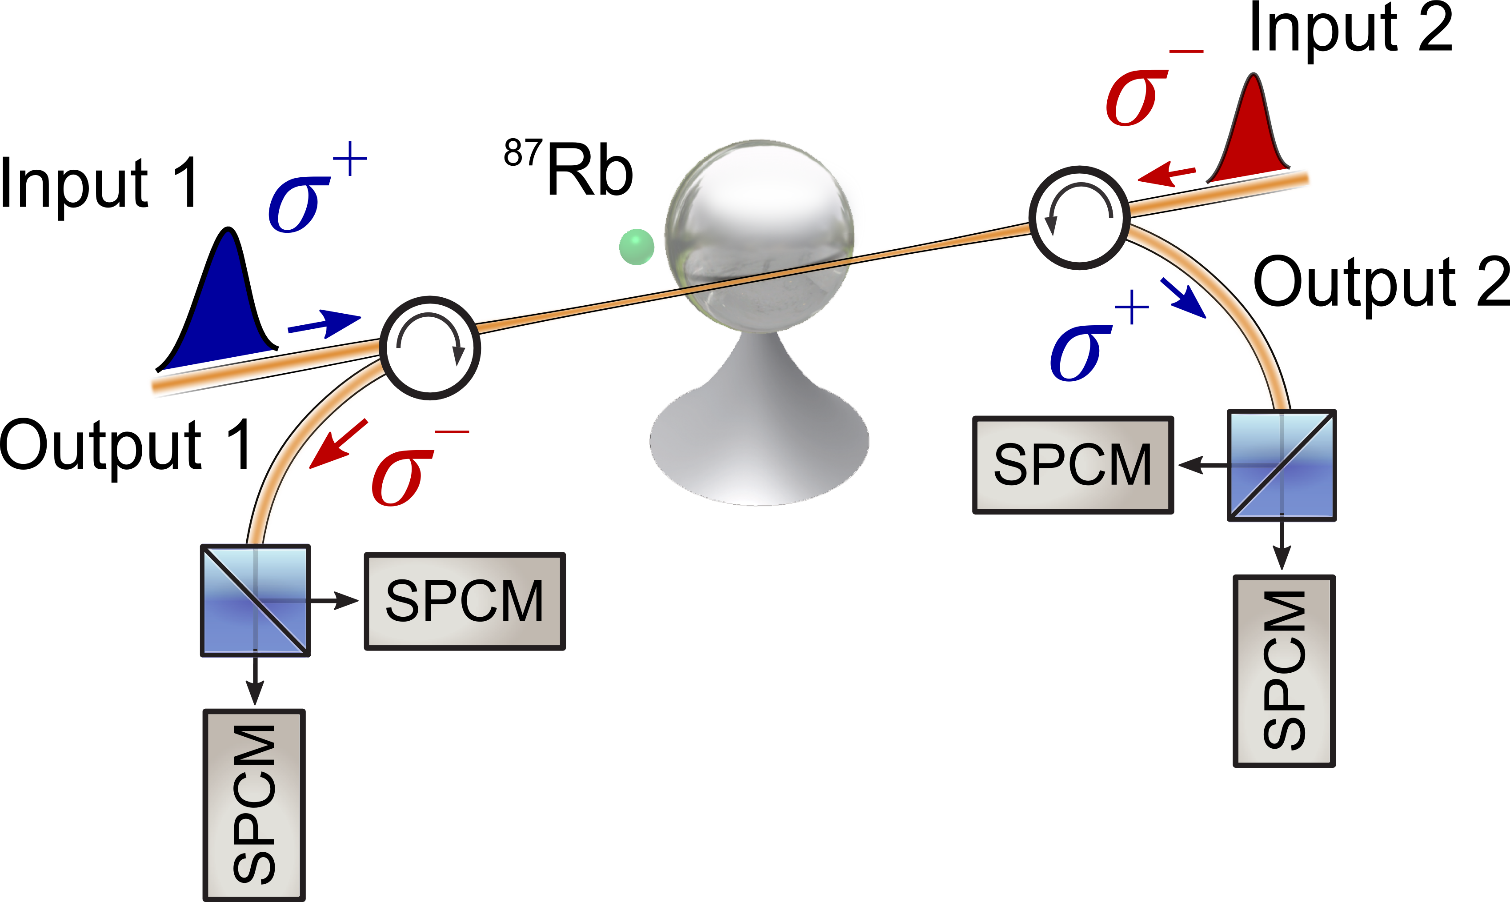 Input 2
σ⁻
⁸⁷Rb
Input 1
σ⁺
Output 2
σ⁺
Output 1
σ⁻
SPCM
SPCM
SPCM
SPCM